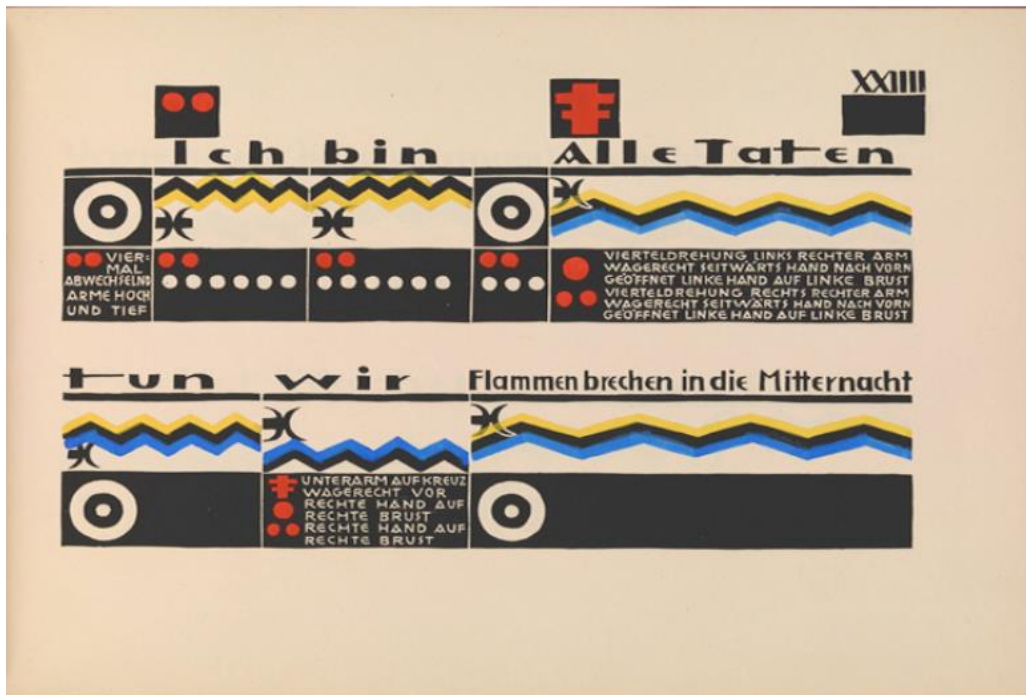 XXIIII
Ich bin
Alle Taten
VIER-
MAL
ABWECHSELND
ARME HOCH
UND TIEF
VIERTELDREHUNG LINKS RECHTER ARM
WAGERECHT SEITWÄRTS HAND NACH VORN
GEÖFFNET LINKE HAND AUF LINKE BRUST
VIERTELDREHUNG RECHTS RECHTER ARM
WAGERECHT SEITWÄRTS HAND NACH VORN
GEÖFFNET LINKE HAND AUF LINKE BRUST
tun wir
Flammen brechen in die Mitternacht
UNTERARM AUF KREUZ
WAGERECHT VOR
RECHTE HAND AUF
RECHTE BRUST
RECHTE HAND AUF
RECHTE BRUST